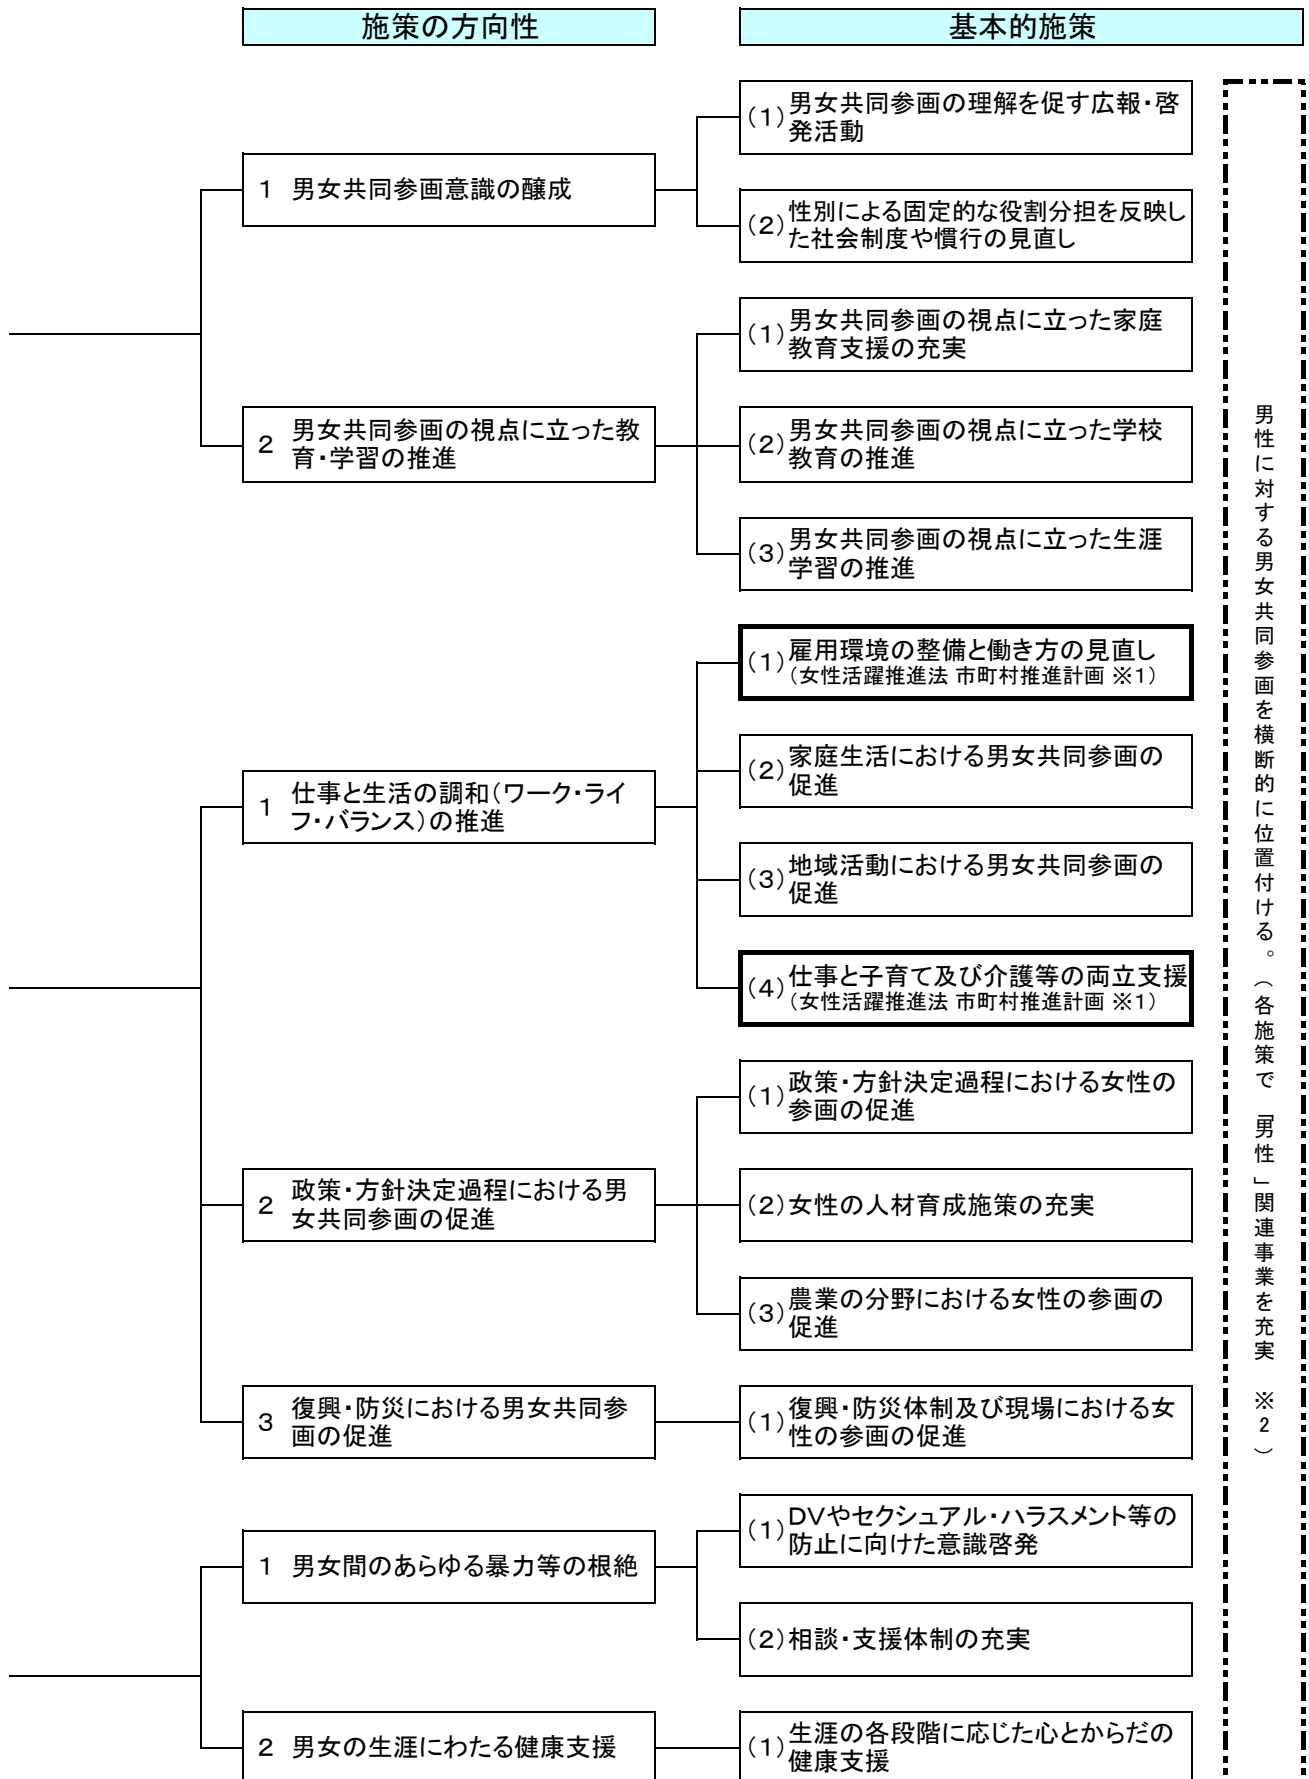 施策の方向性
基本的施策
1 男女共同参画意識の醸成
(1) 男女共同参画の理解を促す広報・啓
発活動
(2) 性別による固定的な役割分担を反映し
た社会制度や慣行の見直し
2 男女共同参画の視点に立った教
育・学習の推進
(1) 男女共同参画の視点に立った家庭
教育支援の充実
(2) 男女共同参画の視点に立った学校
教育の推進
(3) 男女共同参画の視点に立った生涯
学習の推進
1 仕事と生活の調和(ワーク・ライ
フ・バランス)の推進
(1) 雇用環境の整備と働き方の見直し
(女性活躍推進法 市町村推進計画 ※1)
(2) 家庭生活における男女共同参画の
促進
(3) 地域活動における男女共同参画の
促進
(4) 仕事と子育て及び介護等の両立支援
(女性活躍推進法 市町村推進計画 ※1)
2 政策・方針決定過程における男
女共同参画の促進
(1) 政策・方針決定過程における女性の
参画の促進
(2) 女性の人材育成施策の充実
(3) 農業の分野における女性の参画の
促進
3 復興・防災における男女共同参
画の促進
(1) 復興・防災体制及び現場における女
性の参画の促進
1 男女間のあらゆる暴力等の根絶
(1) DVやセクシュアル・ハラスメント等の
防止に向けた意識啓発
(2) 相談・支援体制の充実
2 男女の生涯にわたる健康支援
(1) 生涯の各段階に応じた心とからだの
健康支援
男性に対する男女共同参画を横断的に位置付ける。(各施策で「男性」関連事業を充実 ※2)